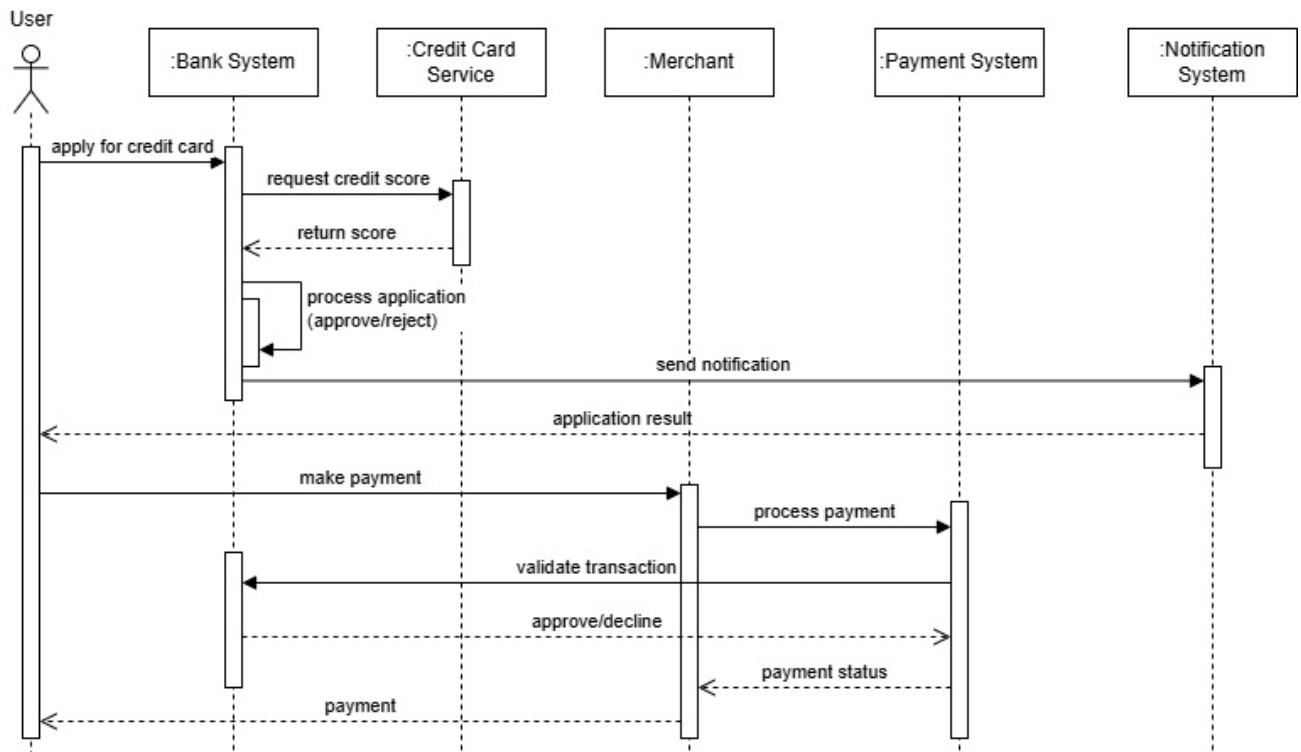 User
:Bank System
:Credit Card
Service
:Merchant
:Payment System
:Notification
System
apply for credit card
request credit score
return score
process application
(approve/reject)
send notification
application result
make payment
process payment
validate transaction
approve/decline
payment status
payment